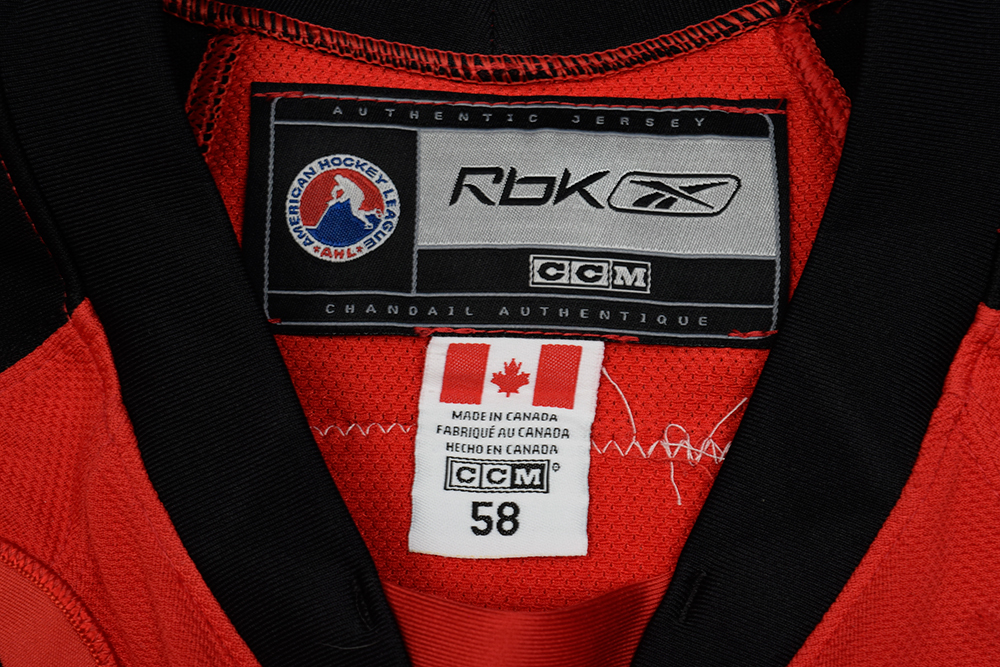 AUTHENTIC JERSEY
AMERICAN HOCKEY LEAGUE
AHL
Rbk
CCM
CHANDAIL AUTHENTIQUE
MADE IN CANADA
FABRIQUÉ AU CANADA
HECHO EN CANADA
CCM®
58